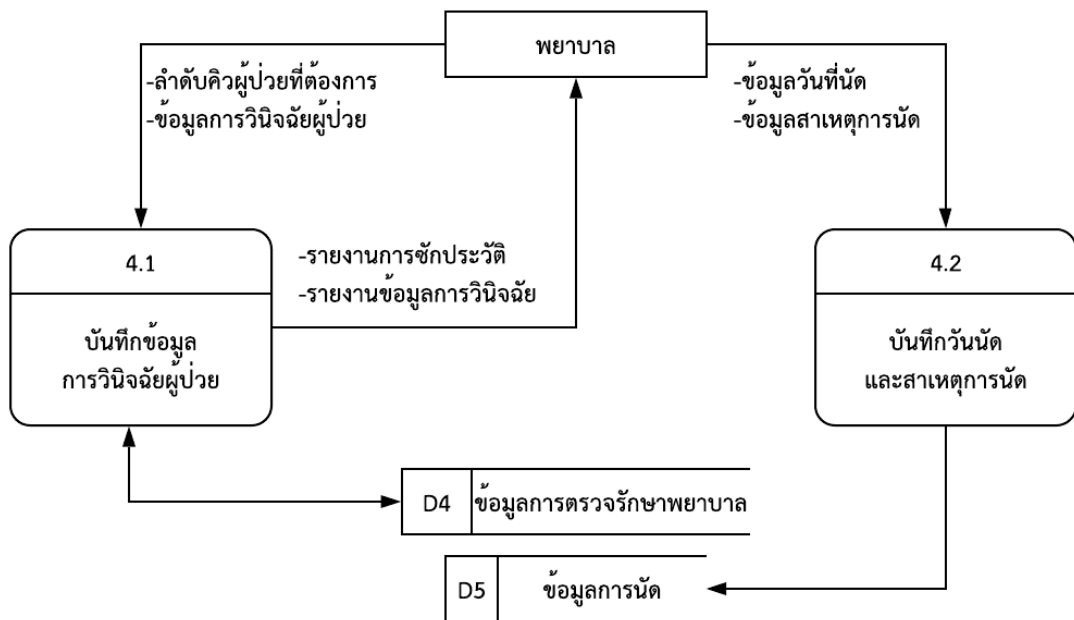 พยาบาล
-ลำดับคิวผู้ป่วยที่ต้องการ
-ข้อมูลการวินิจฉัยผู้ป่วย
-ข้อมูลวันที่นัด
-ข้อมูลสาเหตุการนัด
4.1
บันทึกข้อมูล
การวินิจฉัยผู้ป่วย
-รายงานการซักประวัติ
-รายงานข้อมูลการวินิจฉัย
4.2
บันทึกวันนัด
และสาเหตุการนัด
D4 ข้อมูลการตรวจรักษาพยาบาล
D5 ข้อมูลการนัด